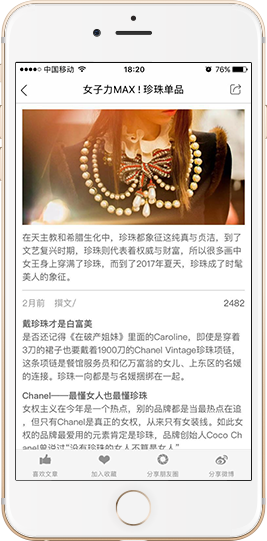 中国移动 18:20 76%
女子力MAX！珍珠单品
在天主教和希腊生化中，珍珠都象征这纯真与贞洁，到了
文艺复兴时期，珍珠则代表着权威与财富，所以很多画中
女王身上穿满了珍珠，而到了2017年夏天，珍珠成了时髦
美人的象征。
2月前 撰文/ 2482
戴珍珠才是白富美
是否还记得《在破产姐妹》里面的Caroline，即使是穿着
3刀的裙子也要戴着1900刀的Chanel Vintage珍珠项链，
这条项链是餐馆服务员和亿万富翁的女儿、上东区的名媛
的连接。珍珠一向都是与名媛捆绑在一起。
Chanel——最懂女人也最懂珍珠
女权主义在今年是一个热点，别的品牌都是当最热点在追
，但只有Chanel是真正的女权，从来只有女装线。如此女
权的品牌最爱用的元素肯定是珍珠，品牌创始人Coco Ch
anel曾说过“没有珍珠的女人不算是女人”
喜欢文章 加入收藏 分享朋友圈 分享微博